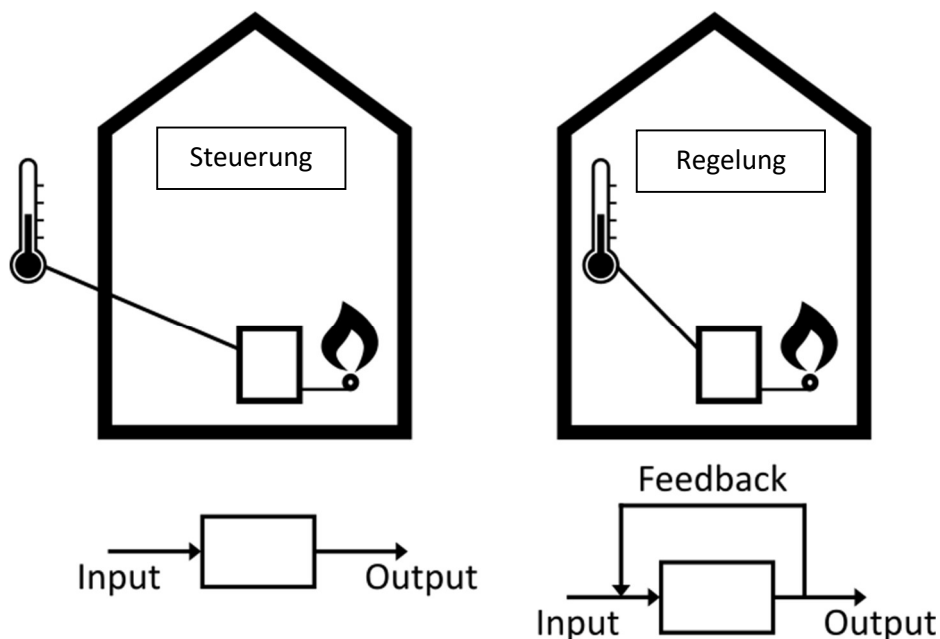 Steuerung
Regelung
Feedback
Input
Output
Input
Output